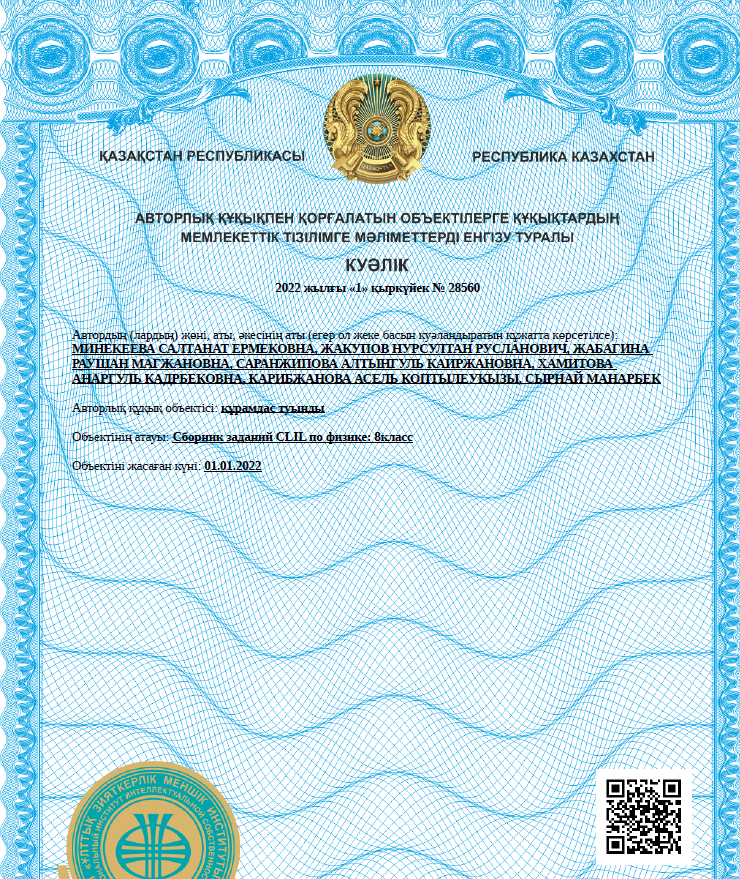 ҚАЗАҚСТАН РЕСПУБЛИКАСЫ
РЕСПУБЛИКА КАЗАХСТАН
АВТОРЛЫҚ ҚҰҚЫҚПЕН ҚОРҒАЛАТЫН ОБЪЕКТІЛЕРГЕ ҚҰҚЫҚТАРДЫҢ
МЕМЛЕКЕТТІК ТІЗІЛІМГЕ МӘЛІМЕТТЕРДІ ЕНГІЗУ ТУРАЛЫ
КУӘЛІК
2022 жылғы «1» қыркүйек № 28560
Автордың (лардың) жөні, аты, әкесінің аты (егер ол жеке басын куәландыратын құжатта көрсетілсе):
МИНЕКЕЕВА САЛТАНАТ ЕРМЕКОВНА, ЖАКУПОВ НУРСУЛТАН РУСЛАНОВИЧ, ЖАБАГИНА
РАУШАН МАГЖАНОВНА, САРАНЖИПОВА АЛТЫНГУЛЬ КАИРЖАНОВНА, ХАМИТОВА
АНАРГУЛЬ КАДРБЕКОВНА, КАРИБЖАНОВА АСЕЛЬ КОПТЫЛЕУКЫЗЫ, СЫРНАЙ МАНАРБЕК
Авторлық құқық объектісі: құрамдас туынды
Объектінің атауы: Сборник заданий CLIL по физике: 8класс
Объектіні жасаған күні: 01.01.2022
«ҰЛТТЫҚ ЗИЯТКЕРЛІК МЕНШІК ИНСТИТУТЫ
ИНСТИТУТ ИНТЕЛЛЕКТУАЛЬНОЙ